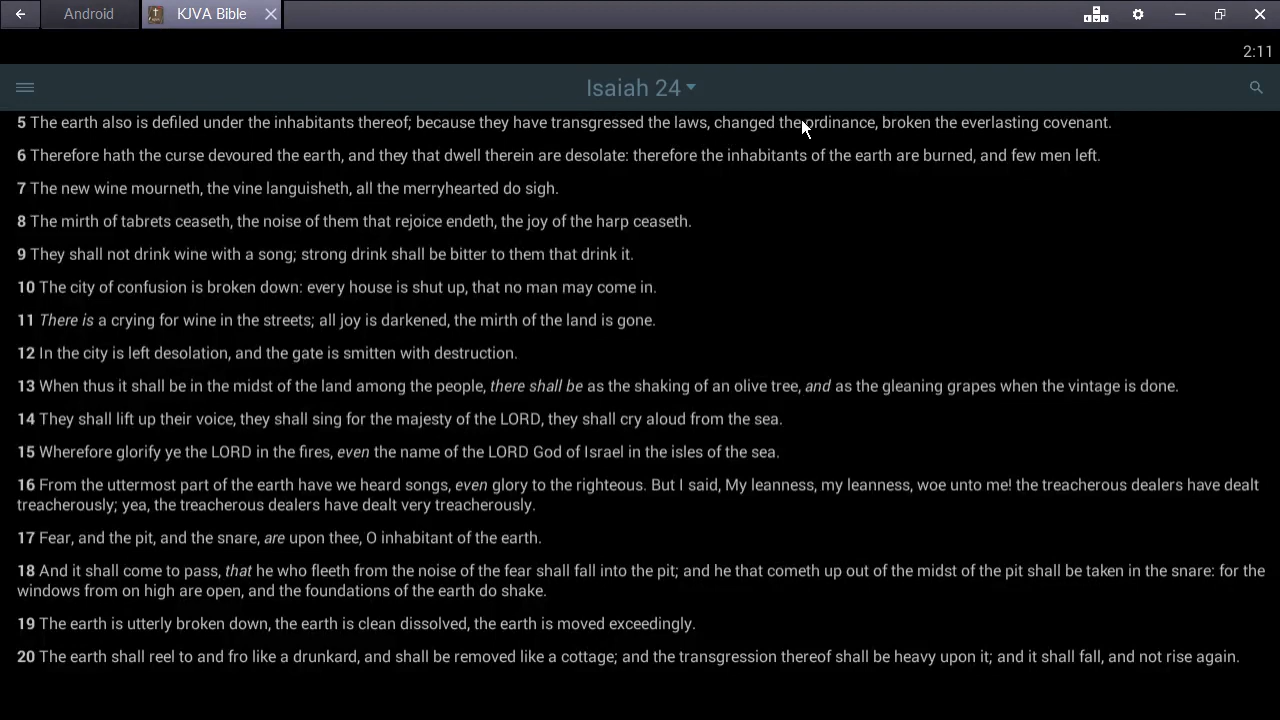 Android
KJVA Bible
2:11
Isaiah 24
5 The earth also is defiled under the inhabitants thereof; because they have transgressed the laws, changed the ordinance, broken the everlasting covenant.
6 Therefore hath the curse devoured the earth, and they that dwell therein are desolate: therefore the inhabitants of the earth are burned, and few men left.
7 The new wine mourneth, the vine languisheth, all the merryhearted do sigh.
8 The mirth of tabrets ceaseth, the noise of them that rejoice endeth, the joy of the harp ceaseth.
9 They shall not drink wine with a song; strong drink shall be bitter to them that drink it.
10 The city of confusion is broken down: every house is shut up, that no man may come in.
11 There is a crying for wine in the streets; all joy is darkened, the mirth of the land is gone.
12 In the city is left desolation, and the gate is smitten with destruction.
13 When thus it shall be in the midst of the land among the people, there shall be as the shaking of an olive tree, and as the gleaning grapes when the vintage is done.
14 They shall lift up their voice, they shall sing for the majesty of the LORD, they shall cry aloud from the sea.
15 Wherefore glorify ye the LORD in the fires, even the name of the LORD God of Israel in the isles of the sea.
16 From the uttermost part of the earth have we heard songs, even glory to the righteous. But I said, My leanness, my leanness, woe unto me! the treacherous dealers have dealt
treacherously; yea, the treacherous dealers have dealt very treacherously.
17 Fear, and the pit, and the snare, are upon thee, O inhabitant of the earth.
18 And it shall come to pass, that he who fleeth from the noise of the fear shall fall into the pit; and he that cometh up out of the midst of the pit shall be taken in the snare: for the
windows from on high are open, and the foundations of the earth do shake.
19 The earth is utterly broken down, the earth is clean dissolved, the earth is moved exceedingly.
20 The earth shall reel to and fro like a drunkard, and shall be removed like a cottage; and the transgression thereof shall be heavy upon it; and it shall fall, and not rise again.